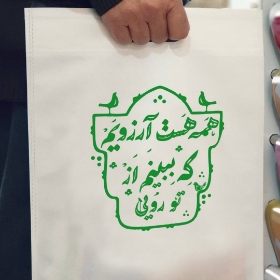 همه هست آرزویم
که ببینم از
تو رویی